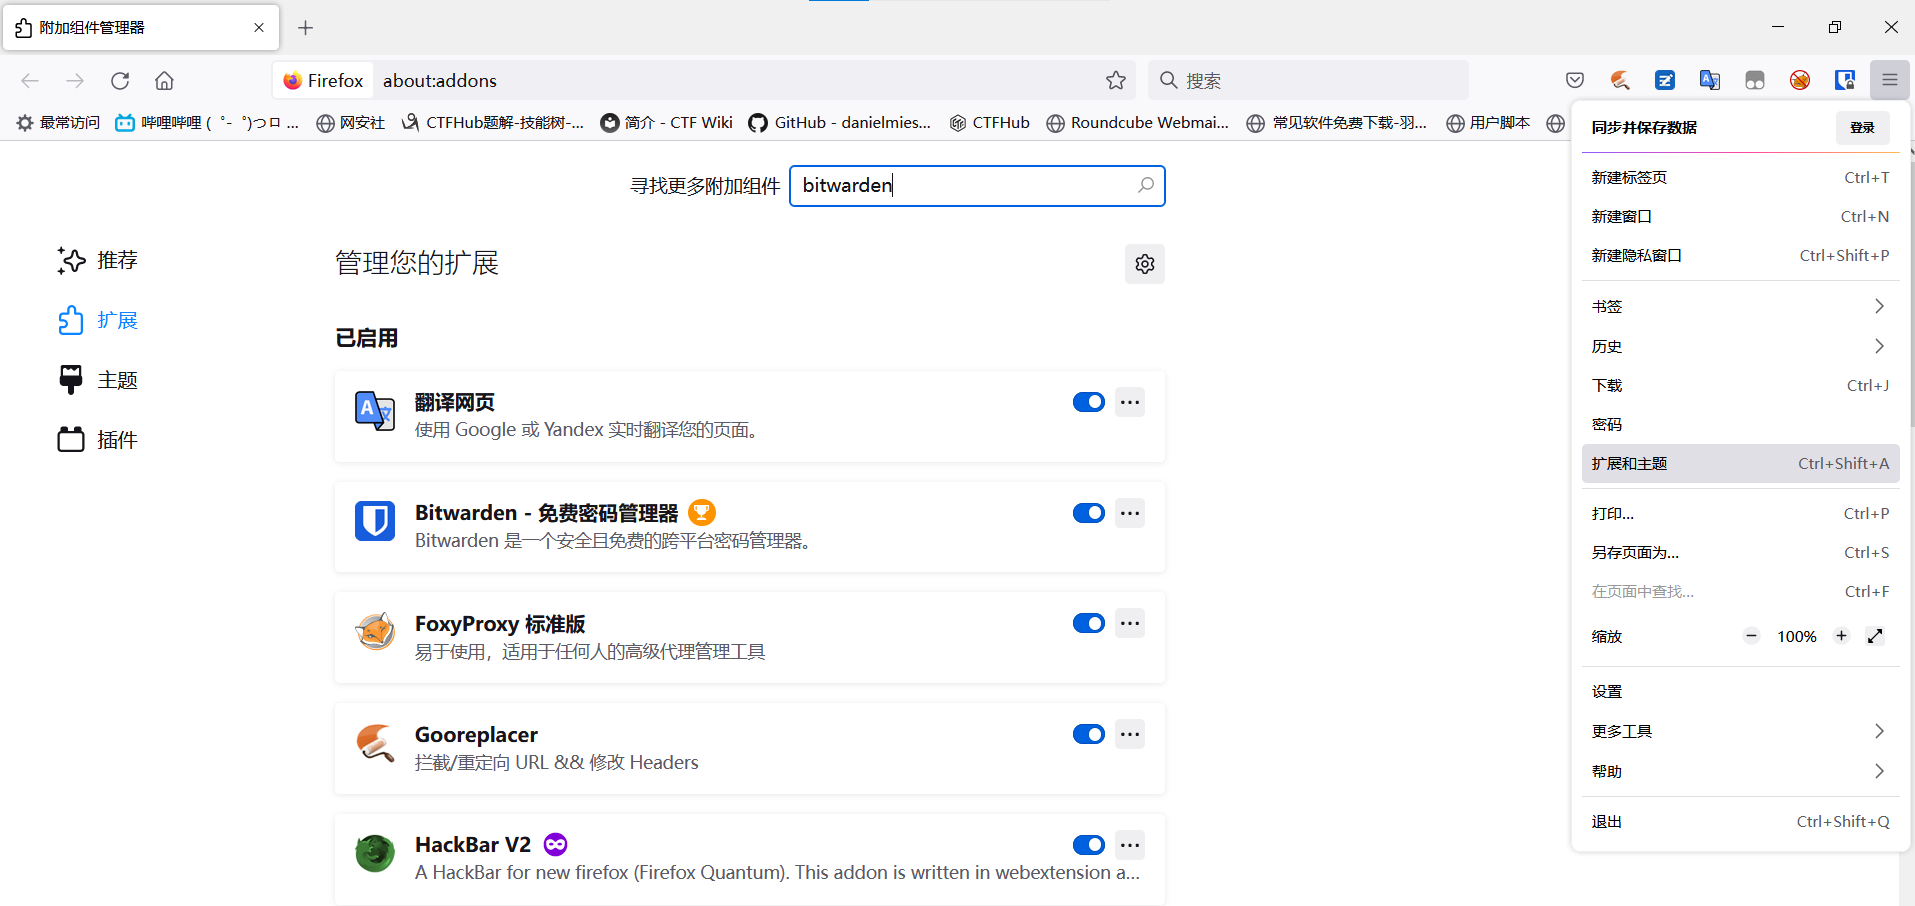 附加组件管理器
Firefox
about:addons
搜索
最常访问
哔哩哔哩 ( ゜- ゜)つロ ...
网安社
CTFHub题解-技能树-...
简介 - CTF Wiki
GitHub - danielmies...
CTFHub
Roundcube Webmai...
常见软件免费下载-羽...
用户脚本
寻找更多附加组件
bitwarden
推荐
扩展
主题
插件
管理您的扩展
已启用
翻译网页
使用 Google 或 Yandex 实时翻译您的页面。
Bitwarden - 免费密码管理器
Bitwarden 是一个安全且免费的跨平台密码管理器。
FoxyProxy 标准版
易于使用，适用于任何人的高级代理管理工具
Gooreplacer
拦截/重定向 URL && 修改 Headers
HackBar V2
A HackBar for new firefox (Firefox Quantum). This addon is written in webextension a...
同步并保存数据
登录
新建标签页 Ctrl+T
新建窗口 Ctrl+N
新建隐私窗口 Ctrl+Shift+P
书签
历史
下载 Ctrl+J
密码
扩展和主题 Ctrl+Shift+A
打印... Ctrl+P
另存页面为... Ctrl+S
在页面中查找... Ctrl+F
缩放 − 100% +
设置
更多工具
帮助
退出 Ctrl+Shift+Q